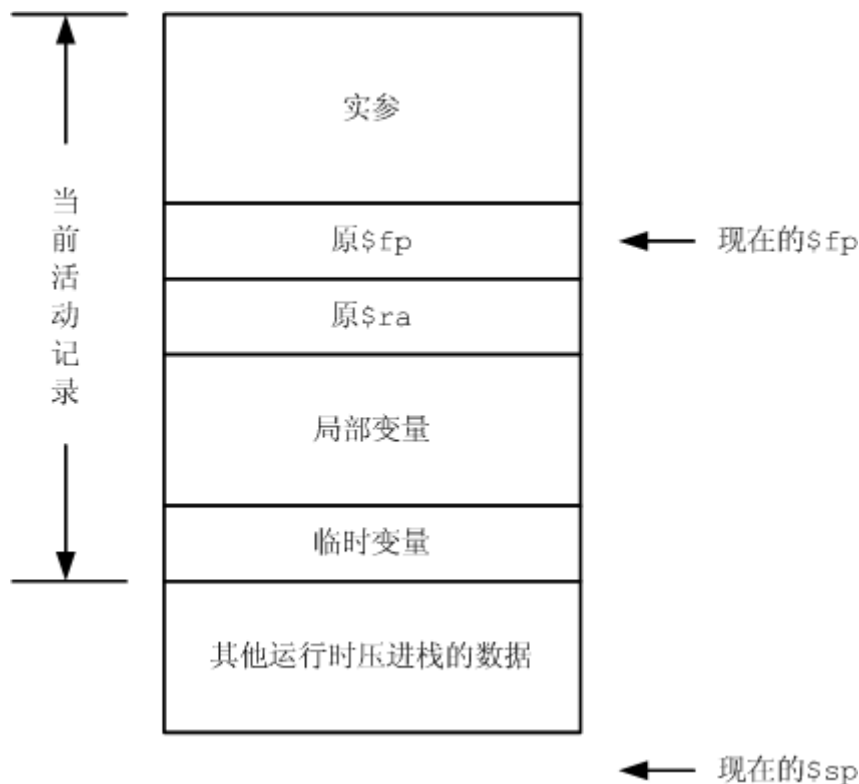 实参
当前活动记录
原$fp
现在的$fp
原$ra
局部变量
临时变量
其他运行时压进栈的数据
现在的$sp